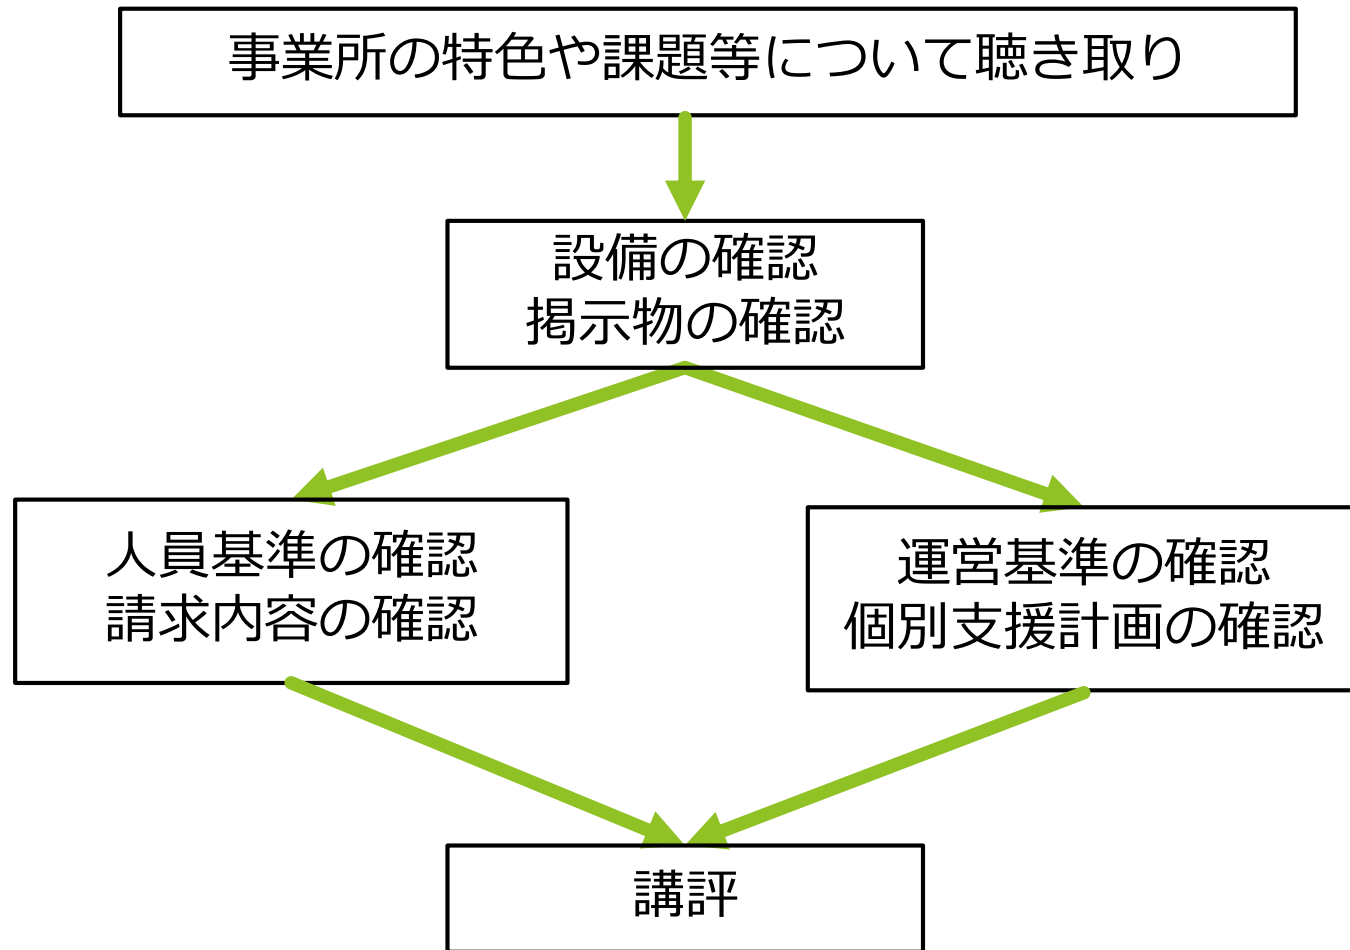 事業所の特色や課題等について聴き取り
設備の確認
掲示物の確認
人員基準の確認
請求内容の確認
運営基準の確認
個別支援計画の確認
講評